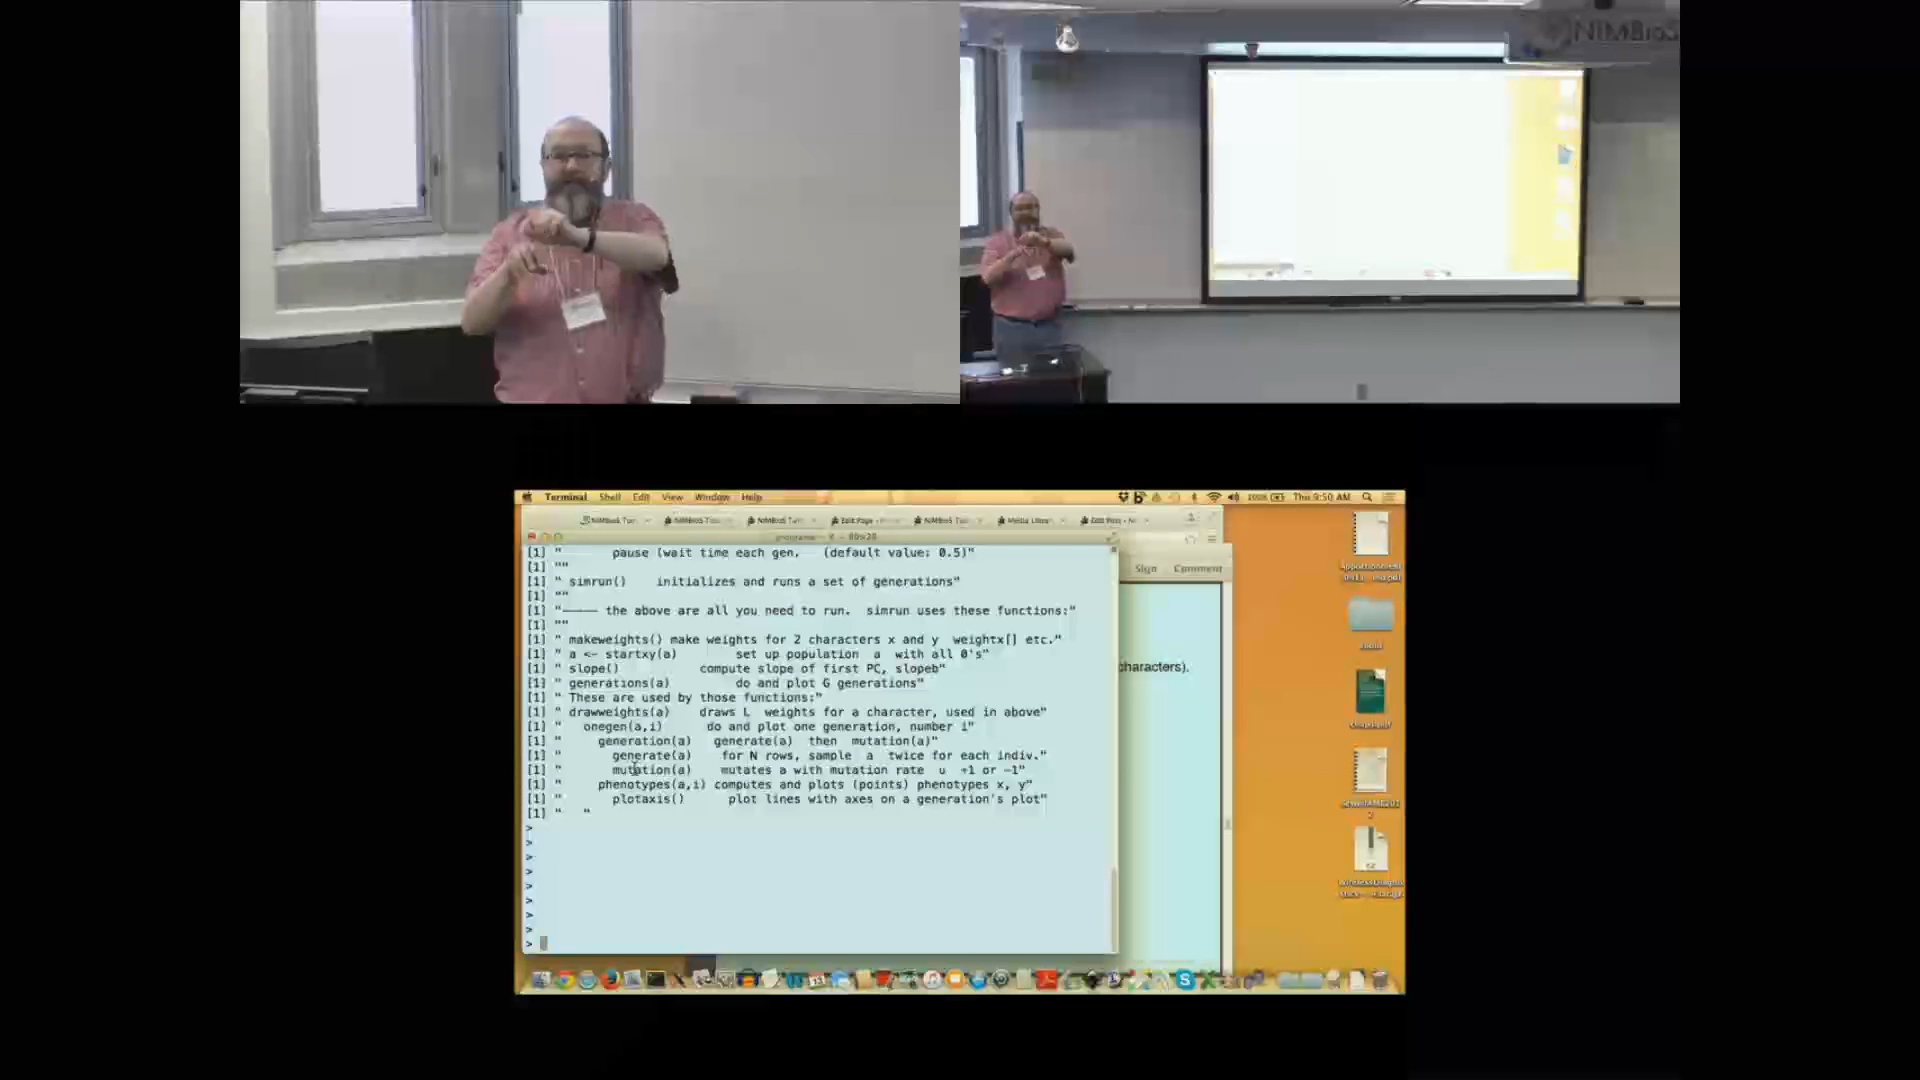 NIMBioS
Terminal Shell Edit View Window Help
Thu 9:50 AM
Sign Comment
characters).
[1] "       pause (wait time each gen,   (default value: 0.5)"
[1] ""
[1] " simrun()    initializes and runs a set of generations"
[1] ""
[1] "----- the above are all you need to run.  simrun uses these functions:"
[1] ""
[1] " makeweights() make weights for 2 characters x and y  weightx[] etc."
[1] " a <- startxy(a)        set up population  a  with all 0's"
[1] " slope()           compute slope of first PC, slopeb"
[1] " generations(a)         do and plot G generations"
[1] " These are used by those functions:"
[1] " drawweights(a)    draws L  weights for a character, used in above"
[1] "   onegen(a,i)      do and plot one generation, number i"
[1] "     generation(a)   generate(a)  then  mutation(a)"
[1] "       generate(a)    for N rows, sample  a  twice for each indiv."
[1] "       mutation(a)    mutates a with mutation rate  u  +1 or -1"
[1] "     phenotypes(a,i) computes and plots (points) phenotypes x, y"
[1] "       plotaxis()      plot lines with axes on a generation's plot"
[1] "   "
>
>
>
>
>
>
>
>
>